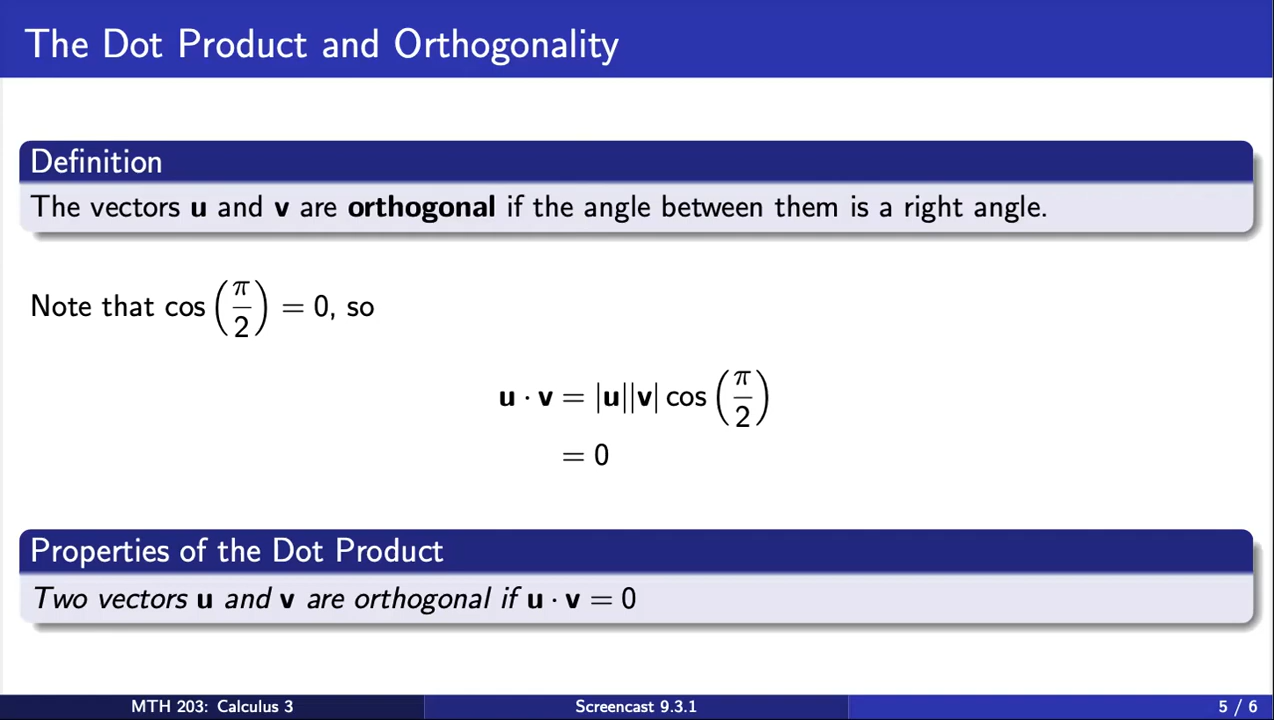 The Dot Product and Orthogonality
Definition
The vectors u and v are orthogonal if the angle between them is a right angle.
Note that cos(π/2) = 0, so
u · v = |u||v| cos(π/2)
= 0
Properties of the Dot Product
Two vectors u and v are orthogonal if u · v = 0
MTH 203: Calculus 3 Screencast 9.3.1 5 / 6